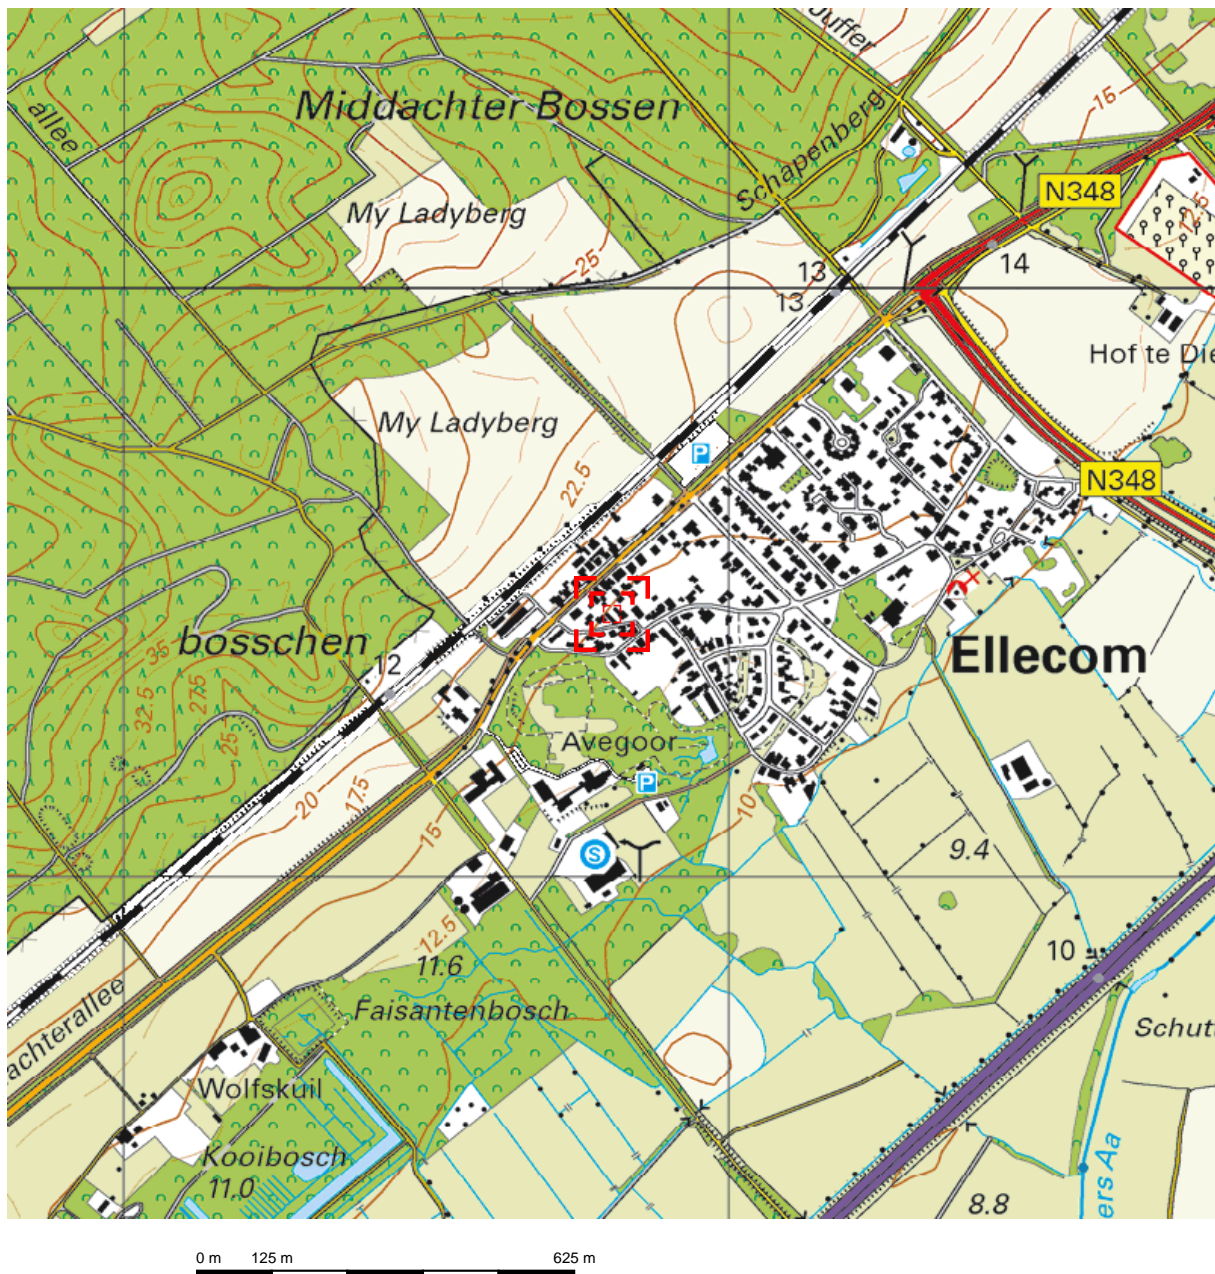 Juffer
Middachter Bossen
allee
15
Schapenberg
N348
My Ladyberg
12.5
25
13
14
13
Hof te Die
My Ladyberg
P
22.5
N348
bosschen
35
12
Ellecom
32.5
27.5
25
Avegoor
P
20
17.5
10
15
S
9.4
12.5
11.6
10
Faisantenbosch
achterallee
Schut
Wolfskuil
Kooibosch
11.0
ers Aa
8.8
0 m 125 m 625 m